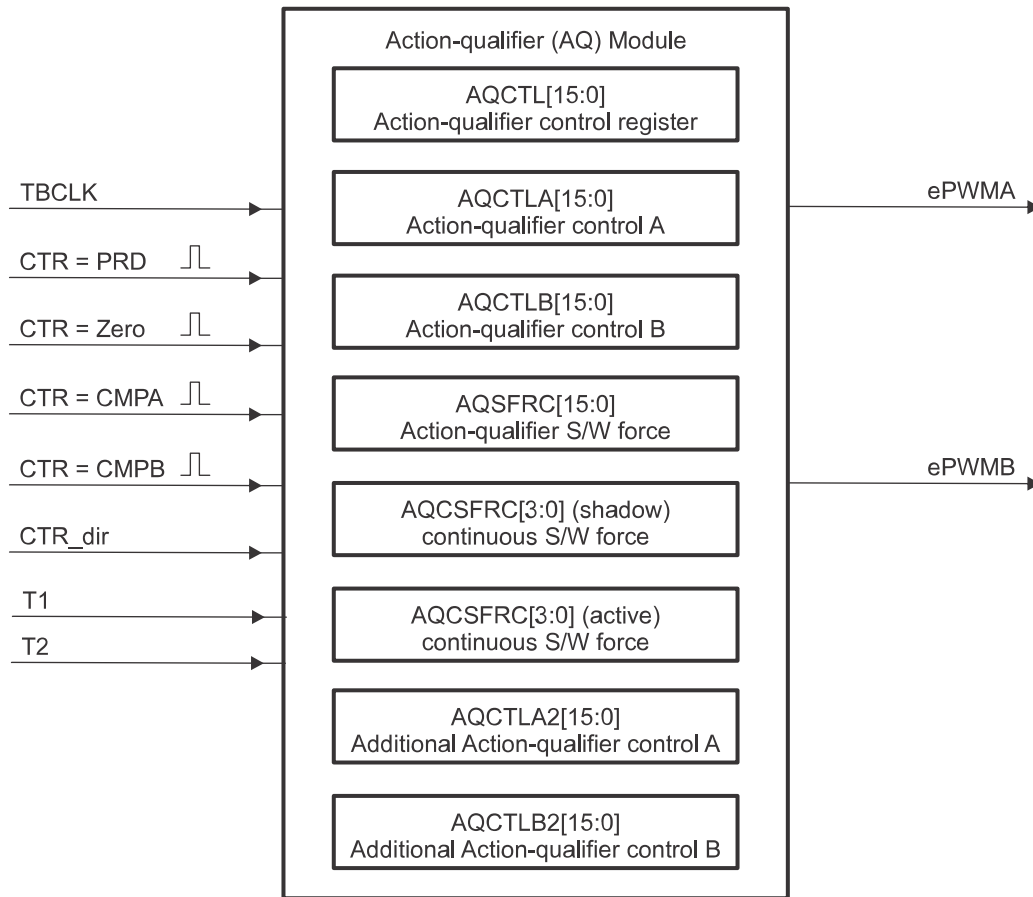 Action-qualifier (AQ) Module
AQCTL[15:0]
Action-qualifier control register
TBCLK
CTR = PRD
CTR = Zero
CTR = CMPA
CTR = CMPB
CTR_dir
T1
T2
AQCTLA[15:0]
Action-qualifier control A
AQCTLB[15:0]
Action-qualifier control B
AQSFRC[15:0]
Action-qualifier S/W force
AQCSFRC[3:0] (shadow)
continuous S/W force
AQCSFRC[3:0] (active)
continuous S/W force
AQCTLA2[15:0]
Additional Action-qualifier control A
AQCTLB2[15:0]
Additional Action-qualifier control B
ePWMA
ePWMB